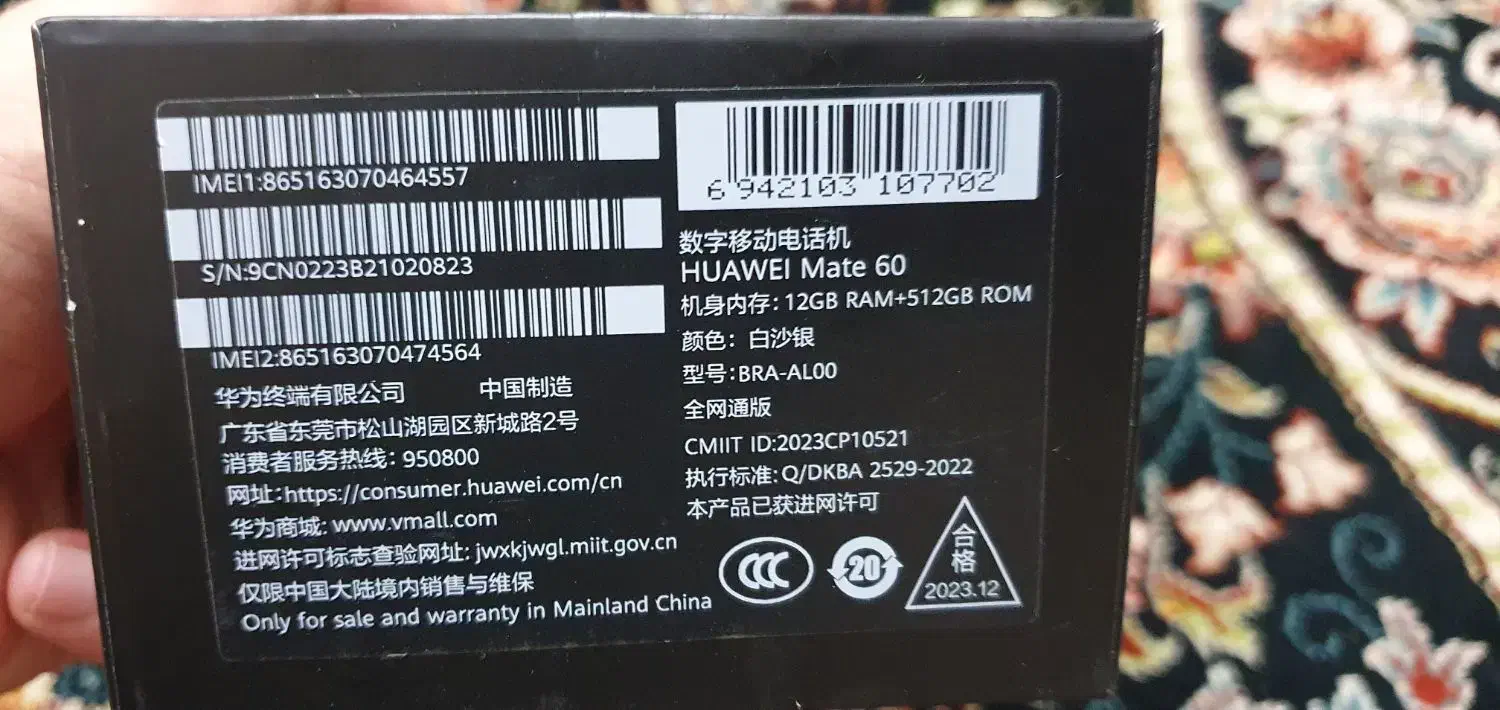 IMEI1:865163070464557
S/N:9CN0223B21020823
IMEI2:865163070474564
华为终端有限公司 中国制造
广东省东莞市松山湖园区新城路2号
消费者服务热线：950800
网址:https://consumer.huawei.com/cn
华为商城: www.vmall.com
进网许可标志查验网址: jwxkjwgl.miit.gov.cn
仅限中国大陆境内销售与维保
Only for sale and warranty in Mainland China
6 942103 107702
数字移动电话机
HUAWEI Mate 60
机身内存: 12GB RAM+512GB ROM
颜色: 白沙银
型号:BRA-AL00
全网通版
CMIIT ID:2023CP10521
执行标准: Q/DKBA 2529-2022
本产品已获进网许可
CCC
20
合
格
2023.12